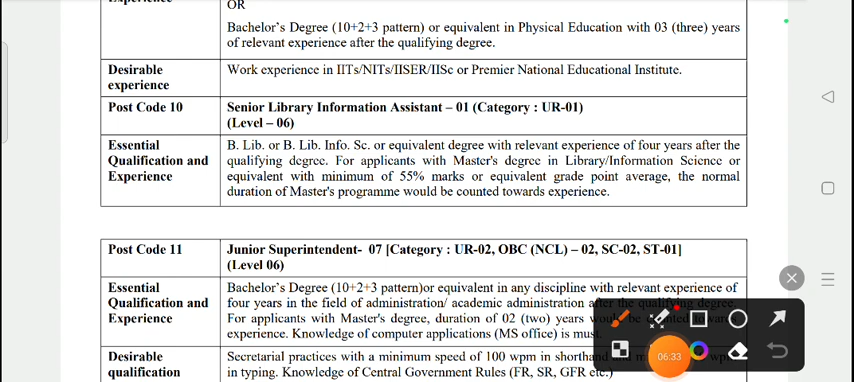 Experience
OR
Bachelor's Degree (10+2+3 pattern) or equivalent in Physical Education with 03 (three) years
of relevant experience after the qualifying degree.
Desirable
experience
Work experience in IITs/NITs/IISER/IISc or Premier National Educational Institute.
Post Code 10
Senior Library Information Assistant – 01 (Category : UR-01)
(Level – 06)
Essential
Qualification and
Experience
B. Lib. or B. Lib. Info. Sc. or equivalent degree with relevant experience of four years after the
qualifying degree. For applicants with Master's degree in Library/Information Science or
equivalent with minimum of 55% marks or equivalent grade point average, the normal
duration of Master's programme would be counted towards experience.
Post Code 11
Junior Superintendent- 07 [Category : UR-02, OBC (NCL) – 02, SC-02, ST-01]
(Level 06)
Essential
Qualification and
Experience
Bachelor's Degree (10+2+3 pattern)or equivalent in any discipline with relevant experience of
four years in the field of administration/ academic administration after the qualifying degree.
For applicants with Master's degree, duration of 02 (two) years would be counted towards
experience. Knowledge of computer applications (MS office) is must.
Desirable
qualification
Secretarial practices with a minimum speed of 100 wpm in shorthand
in typing. Knowledge of Central Government Rules (FR, SR, GFR etc.)
06:33